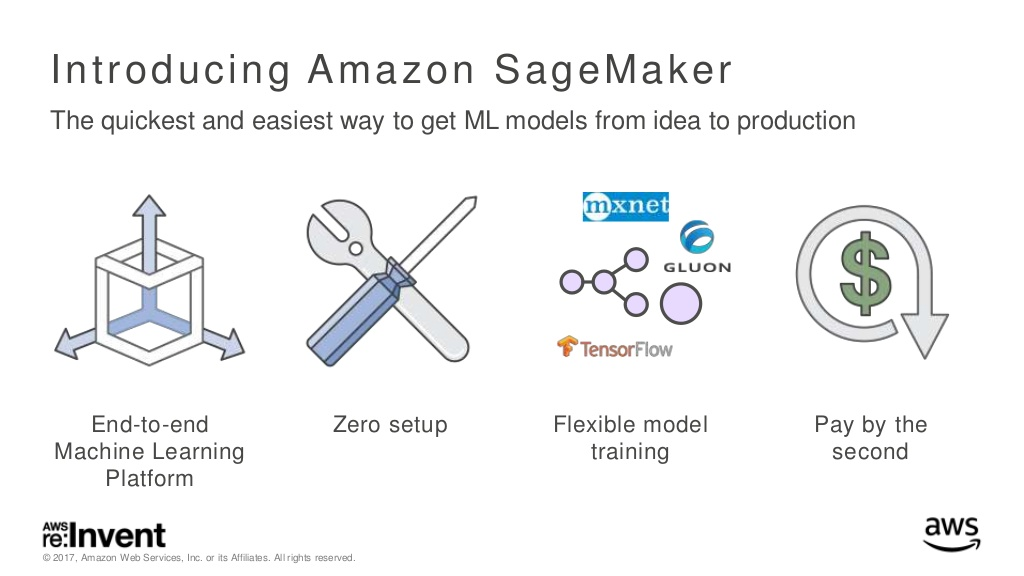 Introducing Amazon SageMaker
The quickest and easiest way to get ML models from idea to production
mxnet
GLUON
TensorFlow
$
End-to-end
Machine Learning
Platform
Zero setup
Flexible model
training
Pay by the
second
AWS
re:Invent
aws
© 2017, Amazon Web Services, Inc. or its Affiliates. All rights reserved.